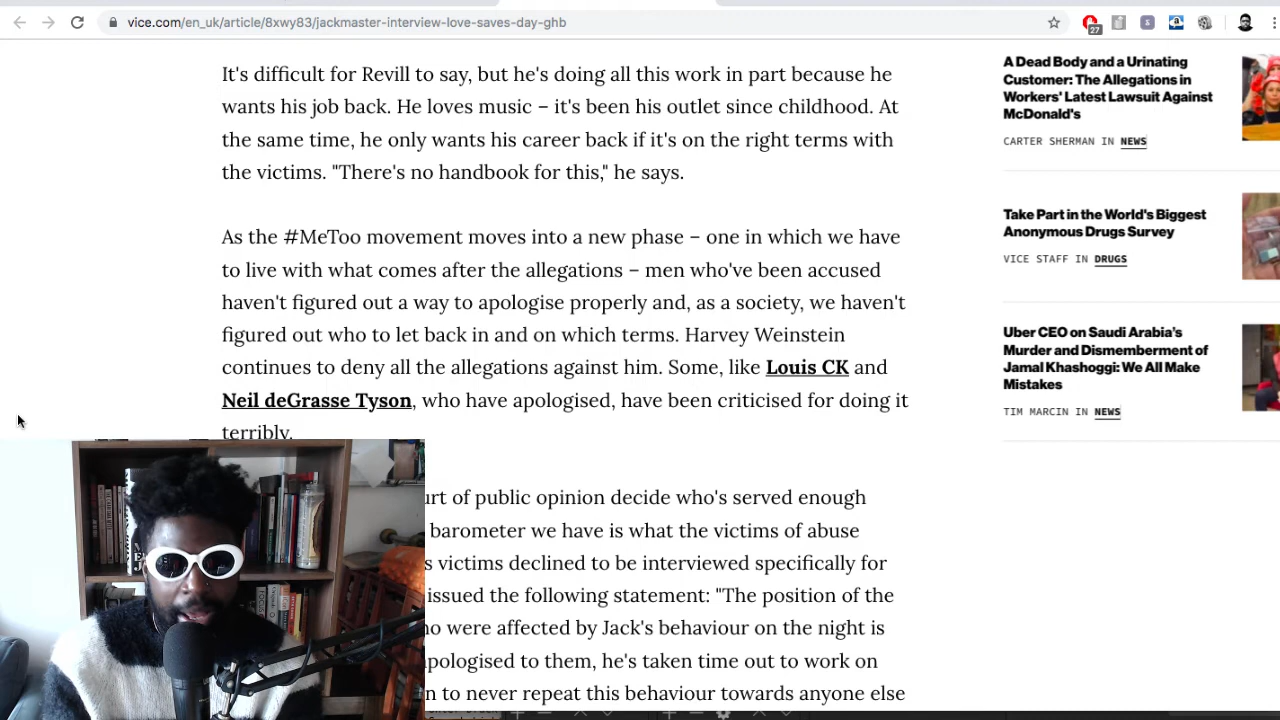 vice.com/en_uk/article/8xwy83/jackmaster-interview-love-saves-day-ghb
27
It's difficult for Revill to say, but he's doing all this work in part because he
wants his job back. He loves music – it's been his outlet since childhood. At
the same time, he only wants his career back if it's on the right terms with
the victims. "There's no handbook for this," he says.
As the #MeToo movement moves into a new phase – one in which we have
to live with what comes after the allegations – men who've been accused
haven't figured out a way to apologise properly and, as a society, we haven't
figured out who to let back in and on which terms. Harvey Weinstein
continues to deny all the allegations against him. Some, like Louis CK and
Neil deGrasse Tyson, who have apologised, have been criticised for doing it
terribly.
urt of public opinion decide who's served enough
barometer we have is what the victims of abuse
s victims declined to be interviewed specifically for
issued the following statement: "The position of the
ho were affected by Jack's behaviour on the night is
pologised to them, he's taken time out to work on
n to never repeat this behaviour towards anyone else
A Dead Body and a Urinating
Customer: The Allegations in
Workers' Latest Lawsuit Against
McDonald's
CARTER SHERMAN IN NEWS
Take Part in the World's Biggest
Anonymous Drugs Survey
VICE STAFF IN DRUGS
Uber CEO on Saudi Arabia's
Murder and Dismemberment of
Jamal Khashoggi: We All Make
Mistakes
TIM MARCIN IN NEWS